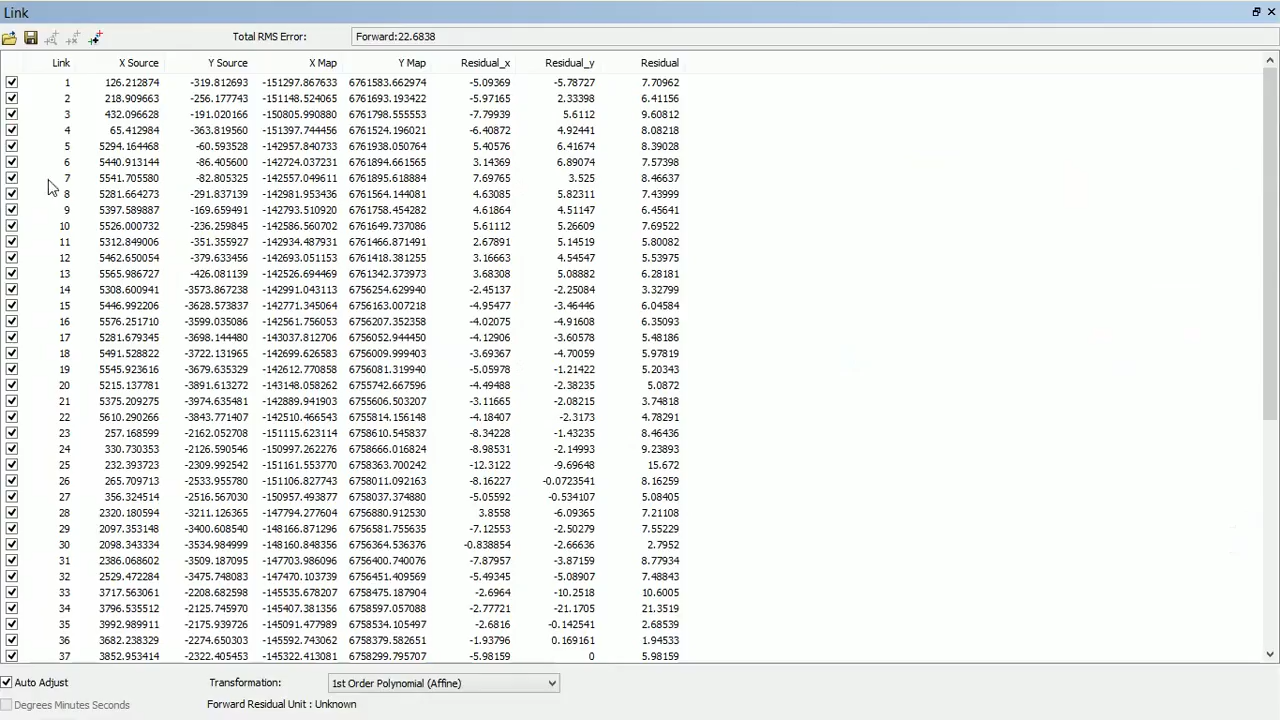 Link
Total RMS Error: Forward:22.6838
Link X Source Y Source X Map Y Map Residual_x Residual_y Residual
1 126.212874 -319.812693 -151297.867633 6761583.662974 -5.09369 -5.78727 7.70962
2 218.909663 -256.177743 -151148.524065 6761693.193422 -5.97165 2.33398 6.41156
3 432.096628 -191.020166 -150805.990880 6761798.555553 -7.79939 5.6112 9.60812
4 65.412984 -363.819560 -151397.744456 6761524.196021 -6.40872 4.92441 8.08218
5 5294.164468 -60.593528 -142957.840733 6761938.050764 5.40576 6.41674 8.39028
6 5440.913144 -86.405600 -142724.037231 6761894.661565 3.14369 6.89074 7.57398
7 5541.705580 -82.805325 -142557.049611 6761895.618884 7.69765 3.525 8.46637
8 5281.664273 -291.837139 -142981.953436 6761564.144081 4.63085 5.82311 7.43999
9 5397.589887 -169.659491 -142793.510920 6761758.454282 4.61864 4.51147 6.45641
10 5526.000732 -236.259845 -142586.560702 6761649.737086 5.61112 5.26609 7.69522
11 5312.849006 -351.355927 -142934.487931 6761466.871491 2.67891 5.14519 5.80082
12 5462.650054 -379.633456 -142693.051153 6761418.381255 3.16663 4.54547 5.53975
13 5565.986727 -426.081139 -142526.694469 6761342.373973 3.68308 5.08882 6.28181
14 5308.600941 -3573.867238 -142991.043113 6756254.629940 -2.45137 -2.25084 3.32799
15 5446.992206 -3628.573837 -142771.345064 6756163.007218 -4.95477 -3.46446 6.04584
16 5576.251710 -3599.035086 -142561.756053 6756207.352358 -4.02075 -4.91608 6.35093
17 5281.679345 -3698.144480 -143037.812706 6756052.944450 -4.12906 -3.60578 5.48186
18 5491.528822 -3722.131965 -142699.626583 6756009.999403 -3.69367 -4.70059 5.97819
19 5545.923616 -3679.635329 -142612.770858 6756081.319940 -5.05978 -1.21422 5.20343
20 5215.137781 -3891.613272 -143148.058262 6755742.667596 -4.49488 -2.38235 5.0872
21 5375.209275 -3974.635481 -142889.941903 6755606.503207 -3.11665 -2.08215 3.74818
22 5610.290266 -3843.771407 -142510.466543 6755814.156148 -4.18407 -2.3173 4.78291
23 257.168599 -2162.052708 -151115.623114 6758610.545837 -8.34228 -1.43235 8.46436
24 330.730353 -2126.590546 -150997.262276 6758666.016824 -8.98531 -2.14993 9.23893
25 232.393723 -2309.992542 -151161.553770 6758363.700242 -12.3122 -9.69648 15.672
26 265.709713 -2533.955780 -151106.827743 6758011.092163 -8.16227 -0.0723541 8.16259
27 356.324514 -2516.567030 -150957.493877 6758037.374880 -5.05592 -0.534107 5.08405
28 2320.180594 -3211.126365 -147794.277604 6756880.912530 3.8558 -6.09365 7.21108
29 2097.353148 -3400.608540 -148166.871296 6756581.755635 -7.12553 -2.50279 7.55229
30 2098.343334 -3534.984999 -148160.848356 6756364.536376 -0.838854 -2.66636 2.7952
31 2386.068602 -3509.187095 -147703.986096 6756400.740076 -7.87957 -3.87159 8.77934
32 2529.472284 -3475.748083 -147470.103739 6756451.409569 -5.49345 -5.08907 7.48843
33 3717.563061 -2208.682598 -145535.678207 6758475.187904 -2.6964 -10.2518 10.6005
34 3796.535512 -2125.745970 -145407.381356 6758597.057088 -2.77721 -21.1705 21.3519
35 3992.989911 -2175.939726 -145091.477989 6758534.105497 -2.6816 -0.142541 2.68539
36 3682.238329 -2274.650303 -145592.743062 6758379.582651 -1.93796 0.169161 1.94533
37 3852.953414 -2322.405453 -145322.413081 6758299.795707 -5.98159 0 5.98159
Auto Adjust Transformation: 1st Order Polynomial (Affine)
Degrees Minutes Seconds Forward Residual Unit : Unknown